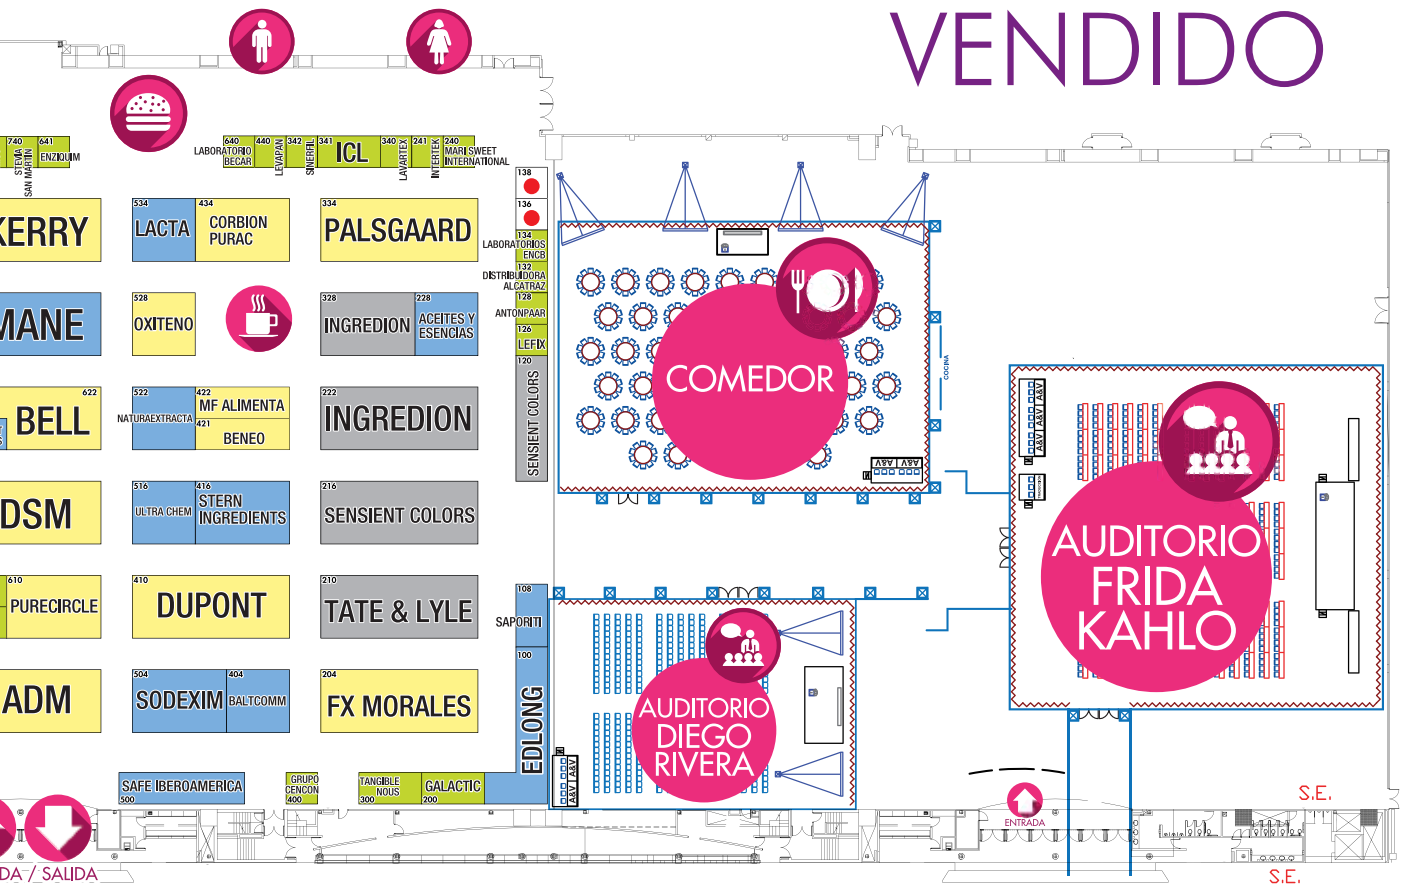 VENDIDO
740
STEVIA
SAN MARTIN
641
ENZIQUIM
640
LABORATORIO
BECAR
440
LEVAPAN
342
SINERFIL
341
ICL
340
LAVARTEX
241
INTERTEK
240
MARI SWEET
INTERNATIONAL
138
136
134
LABORATORIOS
ENCB
132
DISTRIBUIDORA
ALCATRAZ
128
ANTONPAAR
126
LEFIX
120
SENSIENT COLORS
KERRY
534
LACTA
434
CORBION
PURAC
334
PALSGAARD
MANE
528
OXITENO
328
INGREDION
228
ACEITES Y
ESENCIAS
622
BELL
522
NATURAEXTRACTA
422
MF ALIMENTA
421
BENEO
222
INGREDION
DSM
516
ULTRA CHEM
416
STERN
INGREDIENTS
216
SENSIENT COLORS
610
PURECIRCLE
410
DUPONT
210
TATE & LYLE
108
SAPORITI
100
EDLONG
ADM
504
SODEXIM
404
BALTCOMM
204
FX MORALES
SAFE IBEROAMERICA
500
GRUPO
CENCON
400
TANGIBLE
NOUS
300
GALACTIC
200
COMEDOR
COCINA
A&V A&V
AUDITORIO
DIEGO
RIVERA
A&V A&V
AUDITORIO
FRIDA
KAHLO
A&V A&V A&V
ENTRADA
S.E.
S.E.
DA / SALIDA